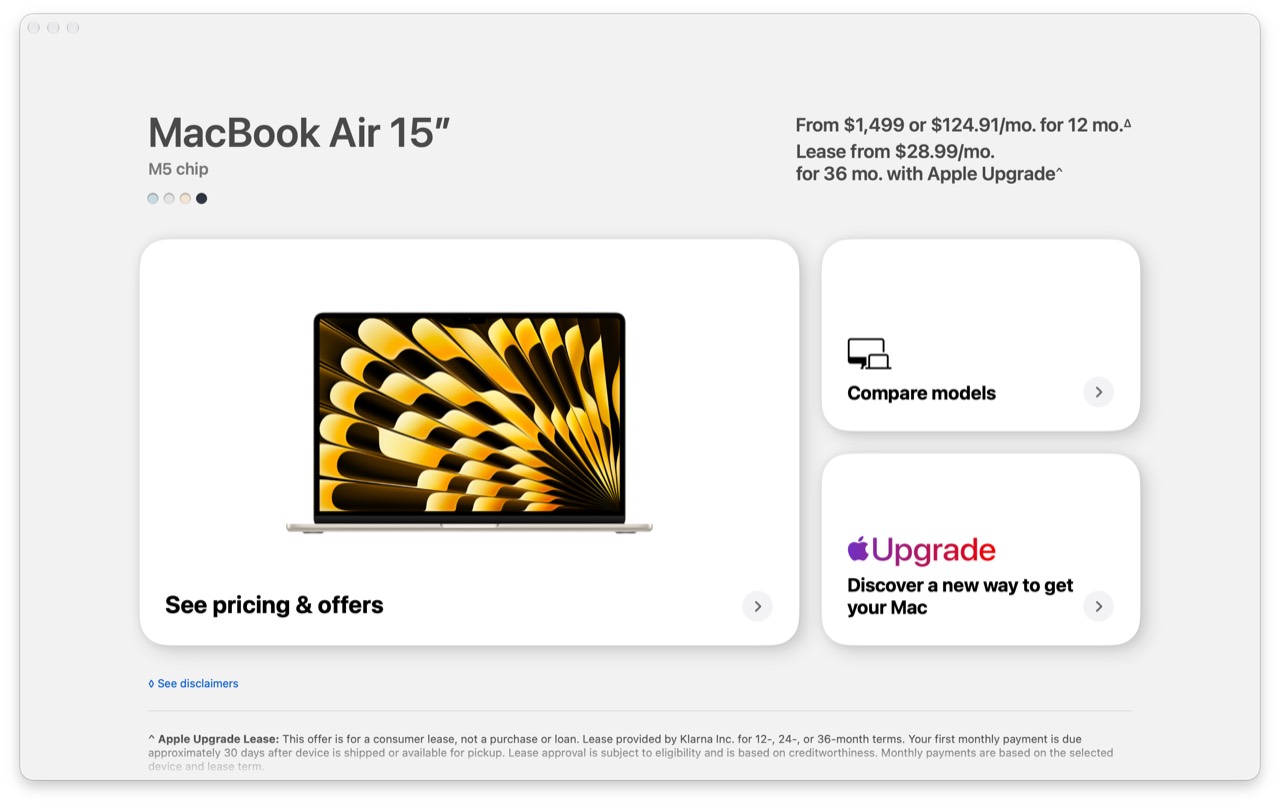 MacBook Air 15”
M5 chip
From $1,499 or $124.91/mo. for 12 mo.Δ
Lease from $28.99/mo.
for 36 mo. with Apple Upgrade^
See pricing & offers
Compare models
Upgrade
Discover a new way to get
your Mac
◊ See disclaimers
^ Apple Upgrade Lease: This offer is for a consumer lease, not a purchase or loan. Lease provided by Klarna Inc. for 12-, 24-, or 36-month terms. Your first monthly payment is due
approximately 30 days after device is shipped or available for pickup. Lease approval is subject to eligibility and is based on creditworthiness. Monthly payments are based on the selected
device and lease term.